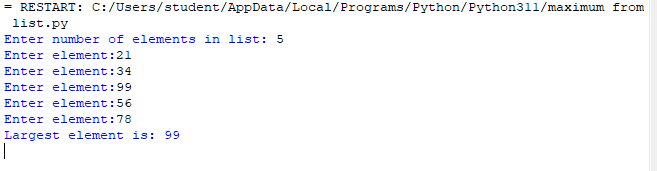 = RESTART: C:/Users/student/AppData/Local/Programs/Python/Python311/maximum from
 list.py
Enter number of elements in list: 5
Enter element:21
Enter element:34
Enter element:99
Enter element:56
Enter element:78
Largest element is: 99